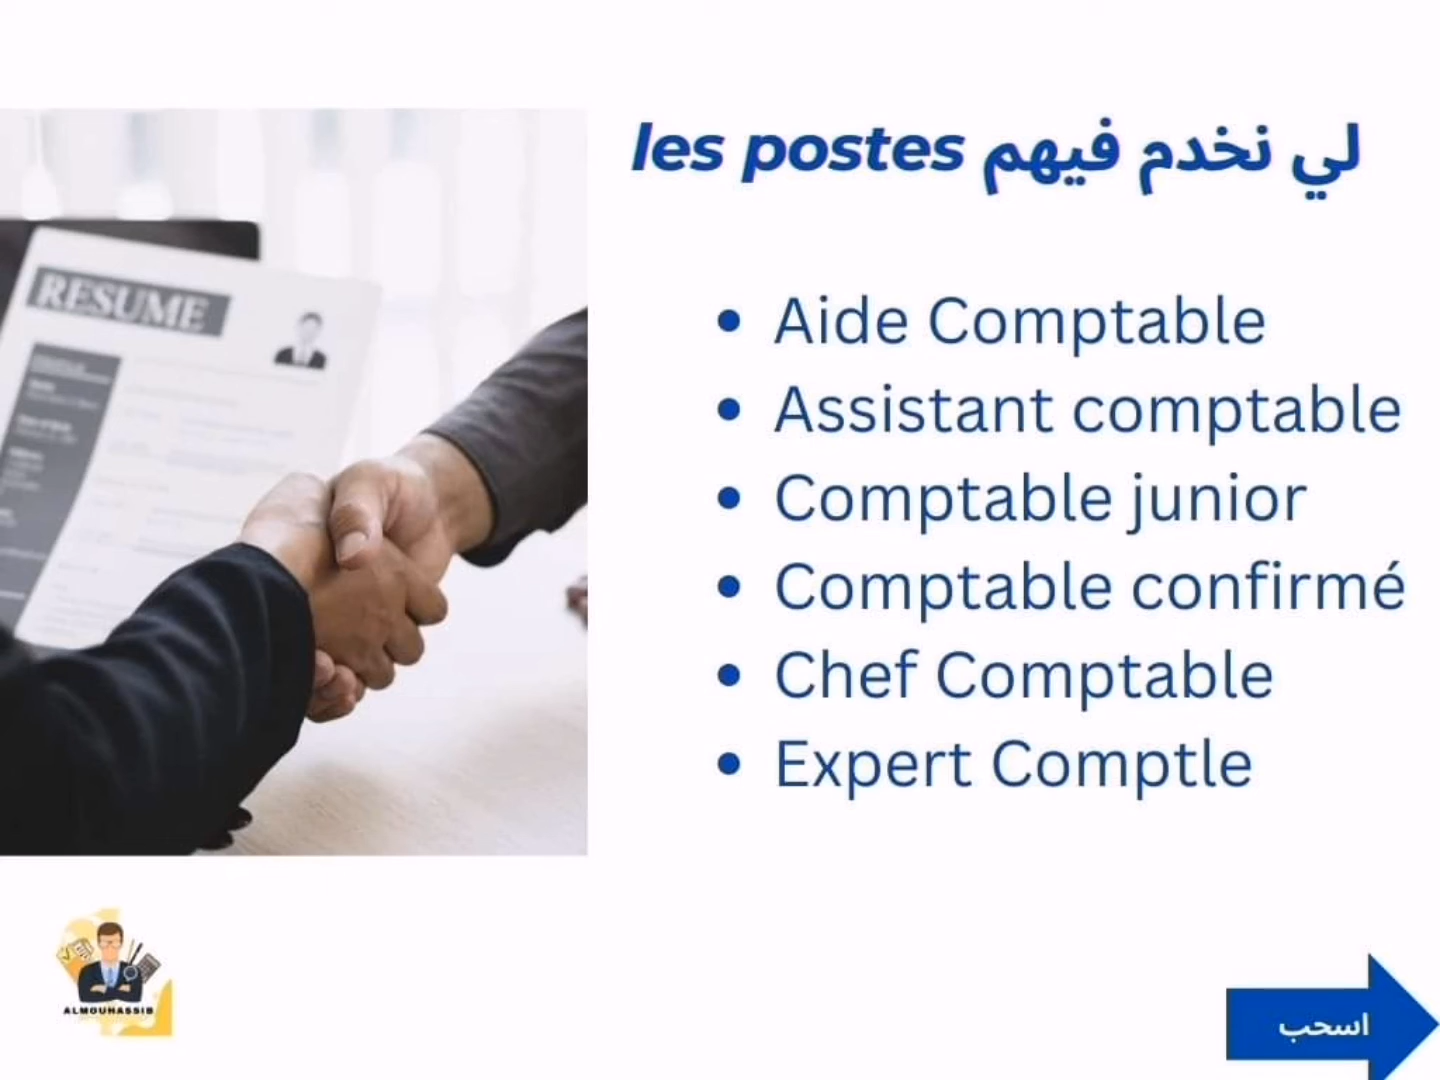 les postes لي نخدم فيهم
RESUME
Aide Comptable
Assistant comptable
Comptable junior
Comptable confirmé
Chef Comptable
Expert Comptle
ALMOUHASSIB
اسحب